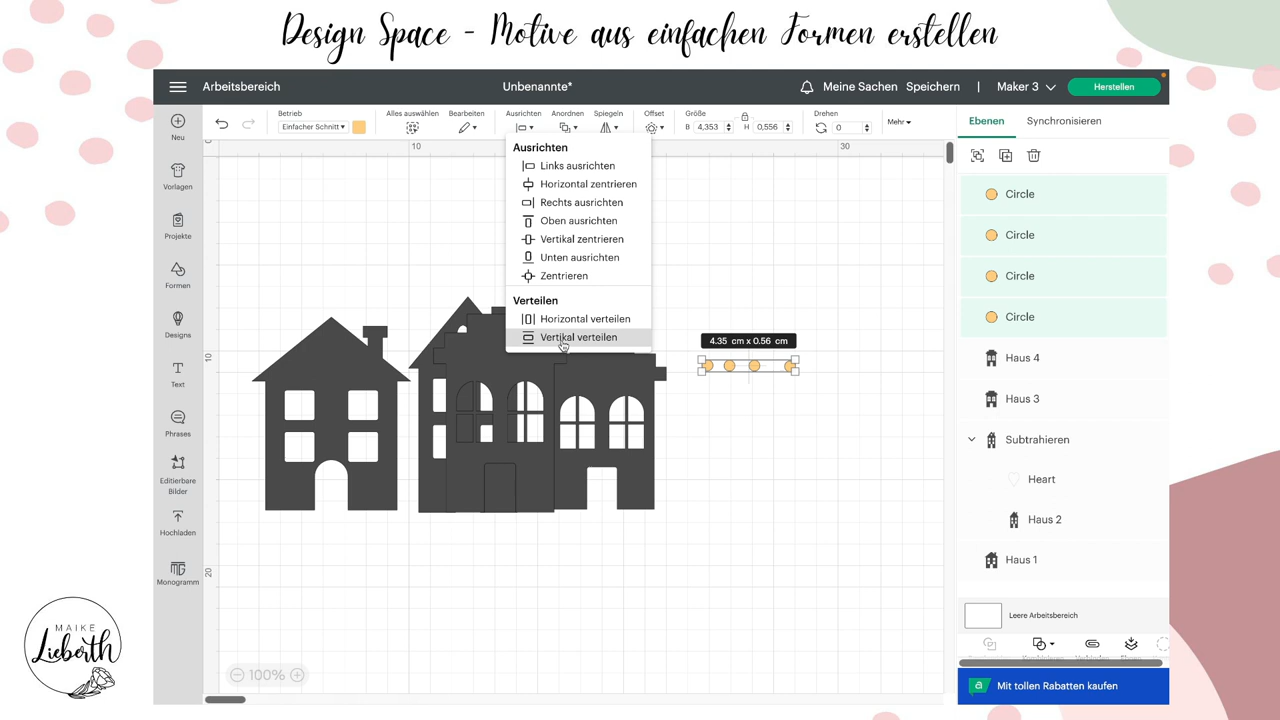 Design Space - Motive aus einfachen Formen erstellen
Arbeitsbereich
Unbenannte*
Meine Sachen
Speichern
|
Maker 3
Herstellen
Neu
Vorlagen
Projekte
Formen
Designs
Text
Phrases
Editierbare
Bilder
Hochladen
Monogramm
Betrieb
Einfacher Schnitt
Alles auswählen
Bearbeiten
Ausrichten
Anordnen
Spiegeln
Offset
Größe
B 4,353
H 0,556
Drehen
0
Mehr
0
10
30
10
20
Ausrichten
Links ausrichten
Horizontal zentrieren
Rechts ausrichten
Oben ausrichten
Vertikal zentrieren
Unten ausrichten
Zentrieren
Verteilen
Horizontal verteilen
Vertikal verteilen
4.35 cm x 0.56 cm
100%
Ebenen
Synchronisieren
Circle
Circle
Circle
Circle
Haus 4
Haus 3
Subtrahieren
Heart
Haus 2
Haus 1
Leere Arbeitsbereich
Mit tollen Rabatten kaufen
MAIKE
Lieberth